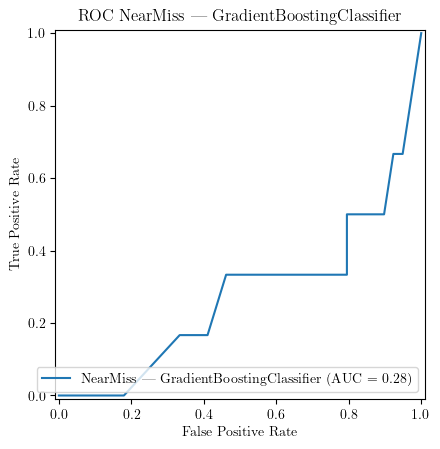 ROC NearMiss — GradientBoostingClassifier
1.0
0.8
0.6
0.4
0.2
0.0
True Positive Rate
NearMiss — GradientBoostingClassifier (AUC = 0.28)
0.0 0.2 0.4 0.6 0.8 1.0
False Positive Rate